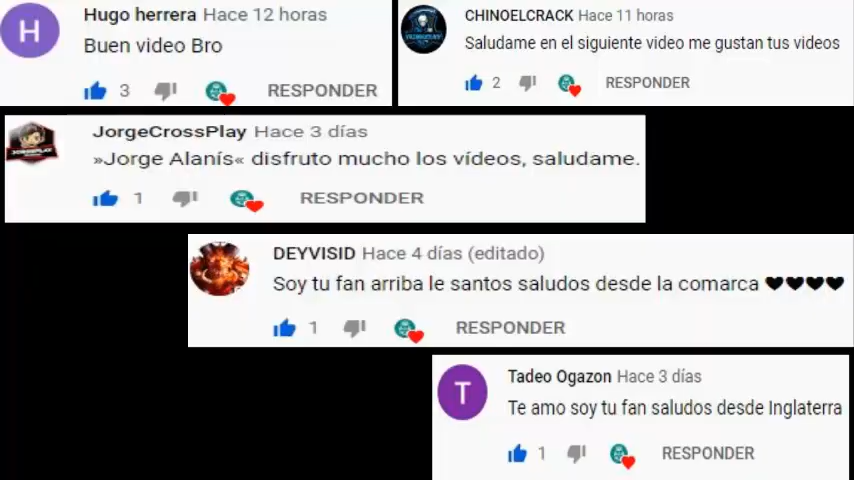 H
Hugo herrera Hace 12 horas
Buen video Bro
3 RESPONDER
CHINOELCRACK Hace 11 horas
Saludame en el siguiente video me gustan tus videos
2 RESPONDER
JorgeCrossPlay Hace 3 días
»Jorge Alanís« disfruto mucho los vídeos, saludame.
1 RESPONDER
DEYVISID Hace 4 días (editado)
Soy tu fan arriba le santos saludos desde la comarca 🖤🖤🖤🖤
1 RESPONDER
T
Tadeo Ogazon Hace 3 días
Te amo soy tu fan saludos desde Inglaterra
1 RESPONDER